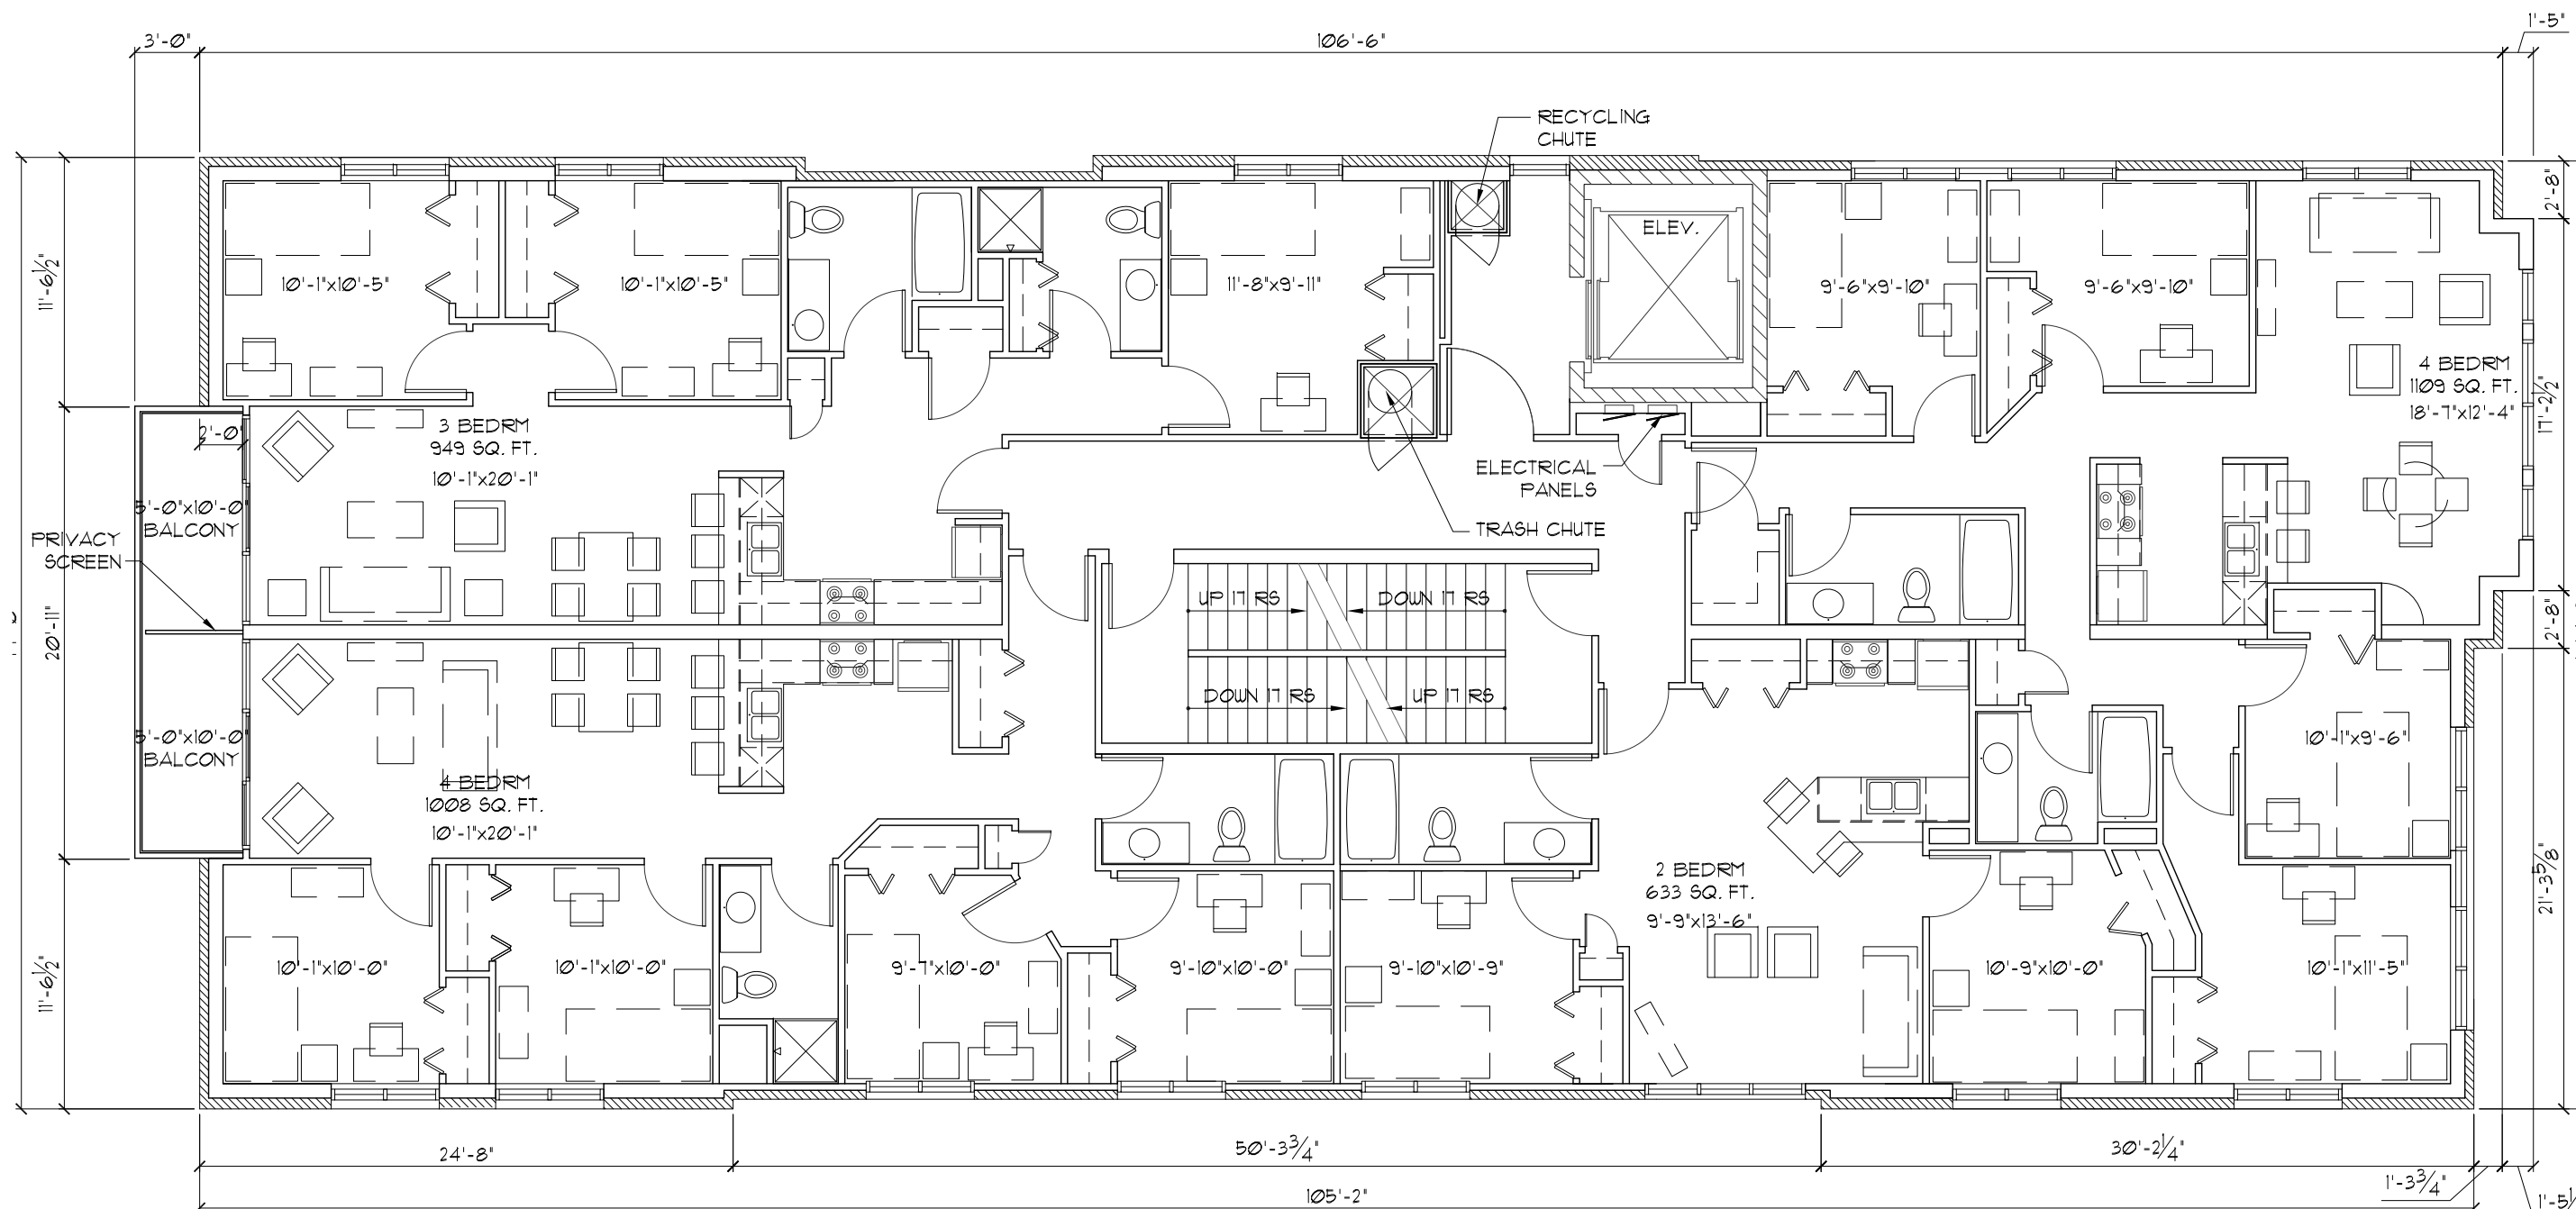 1'-5"
3'-0"
106'-6"
RECYCLING
CHUTE
2'-8"
ELEV.
11'-6½"
10'-1"x10'-5"
10'-1"x10'-5"
11'-8"x9'-11"
9'-6"x9'-10"
9'-6"x9'-10"
4 BEDRM
1109 SQ. FT.
18'-7"x12'-4"
17'-2½"
2'-0"
3 BEDRM
949 SQ. FT.
10'-1"x20'-1"
ELECTRICAL
PANELS
5'-0"x10'-0"
BALCONY
TRASH CHUTE
PRIVACY
SCREEN
20'-11"
UP 17 RS
DOWN 17 RS
2'-8"
DOWN 17 RS
UP 17 RS
5'-0"x10'-0"
BALCONY
10'-1"x9'-6"
4 BEDRM
1008 SQ. FT.
10'-1"x20'-1"
2 BEDRM
633 SQ. FT.
9'-9"x13'-6"
21'-3⅝"
11'-6½"
10'-1"x10'-0"
10'-1"x10'-0"
9'-7"x10'-0"
9'-10"x10'-0"
9'-10"x10'-9"
10'-9"x10'-0"
10'-1"x11'-5"
24'-8"
50'-3¾"
30'-2¼"
1'-3¾"
105'-2"